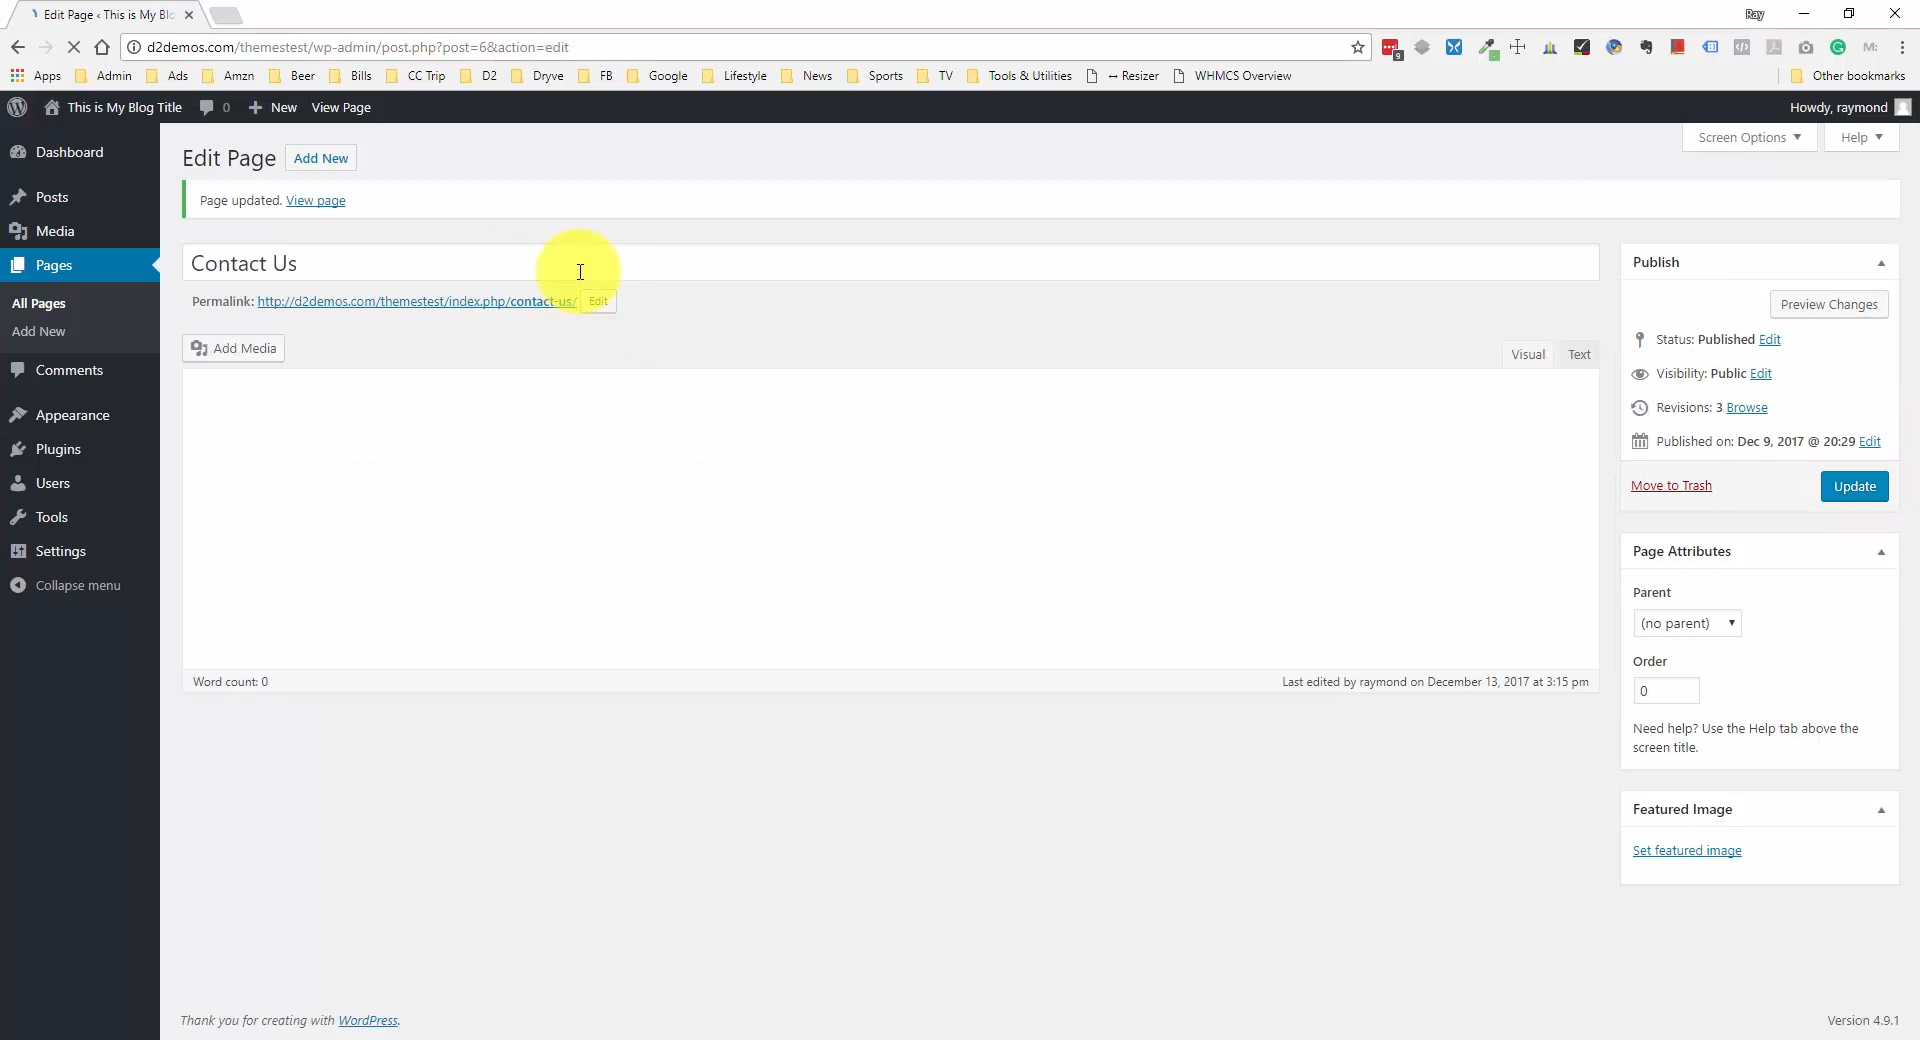 Edit Page ‹ This is My Blo
Ray
d2demos.com/themestest/wp-admin/post.php?post=6&action=edit
9
M:
Apps Admin Ads Amzn Beer Bills CC Trip D2 Dryve FB Google Lifestyle News Sports TV Tools & Utilities ↔ Resizer WHMCS Overview Other bookmarks
This is My Blog Title 0 New View Page Howdy, raymond
Screen Options Help
Dashboard
Posts
Media
Pages
All Pages
Add New
Comments
Appearance
Plugins
Users
Tools
Settings
Collapse menu
Edit Page Add New
Page updated. View page
Contact Us
Permalink: http://d2demos.com/themestest/index.php/contact-us/ Edit
Add Media
Visual Text
Word count: 0
Last edited by raymond on December 13, 2017 at 3:15 pm
Publish
Preview Changes
Status: Published Edit
Visibility: Public Edit
Revisions: 3 Browse
Published on: Dec 9, 2017 @ 20:29 Edit
Move to Trash Update
Page Attributes
Parent
(no parent)
Order
0
Need help? Use the Help tab above the
screen title.
Featured Image
Set featured image
Thank you for creating with WordPress.
Version 4.9.1